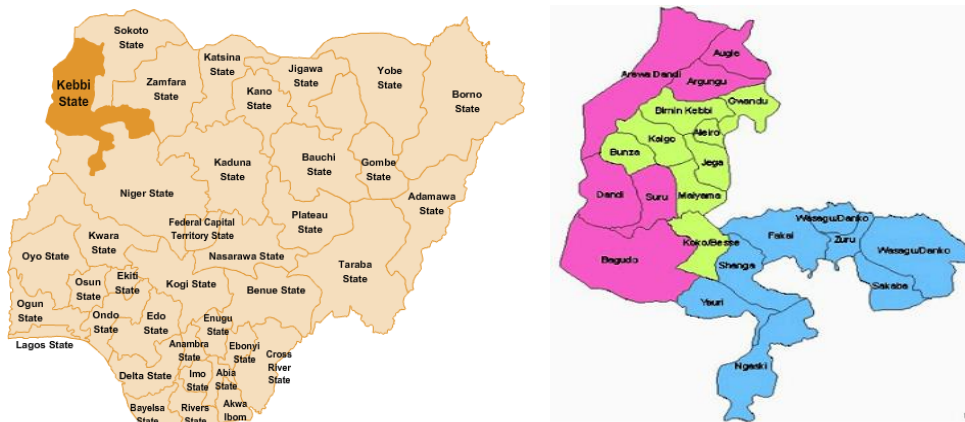 Sokoto
State
Kebbi
State
Zamfara
State
Katsina
State
Kano
State
Jigawa
State
Yobe
State
Borno
State
Kaduna
State
Bauchi
State
Gombe
State
Adamawa
State
Niger State
Federal Capital
Territory State
Plateau
State
Kwara
State
Nasarawa State
Taraba
State
Oyo State
Osun
State
Ekiti
State
Kogi State
Benue State
Ogun
State
Ondo
State
Edo
State
Enugu
State
Lagos State
Anambra
State
Ebonyi
State
Cross
River
State
Delta State
Imo
State
Abia
State
Bayelsa
State
Rivers
State
Akwa
Ibom
Augie
Arewa Dandi
Argungu
Gwandu
Birnin Kebbi
Aleiro
Kalgo
Bunza
Jega
Dandi
Suru
Maiyama
Koko/Besse
Bagudo
Wasagu/Danko
Fakai
Zuru
Wasagu/Danko
Shanga
Sakaba
Yauri
Ngaski